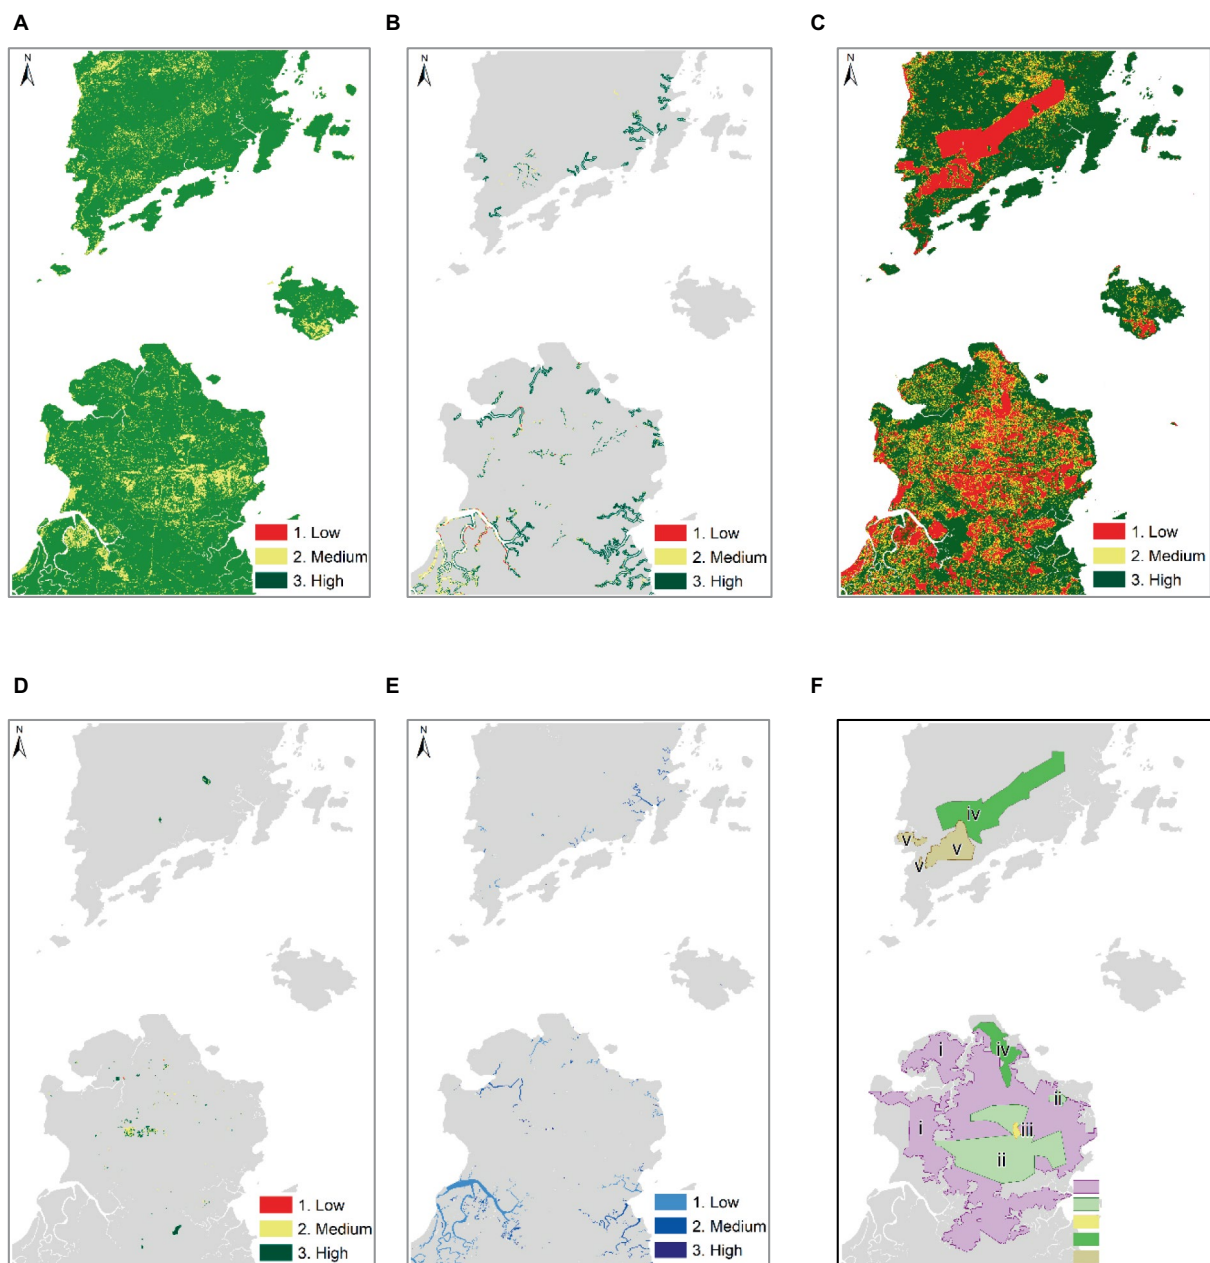 A
B
C
N
N
N
1. Low
2. Medium
3. High
1. Low
2. Medium
3. High
1. Low
2. Medium
3. High
D
E
F
N
N
iv
v
v
v
i
iv
ii
i
iii
ii
1. Low
2. Medium
3. High
1. Low
2. Medium
3. High